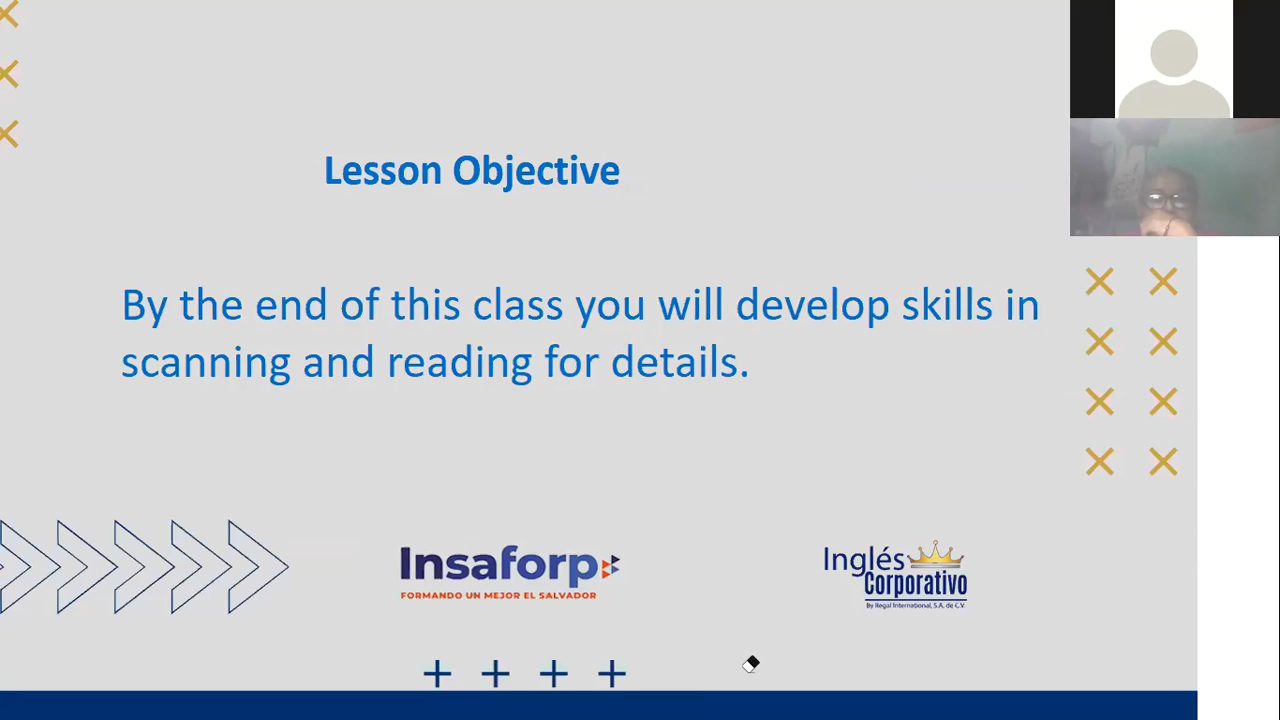 Lesson Objective
By the end of this class you will develop skills in
scanning and reading for details.
Insaforp
FORMANDO UN MEJOR EL SALVADOR
Inglés
Corporativo
By Regal International, S.A. de C.V.